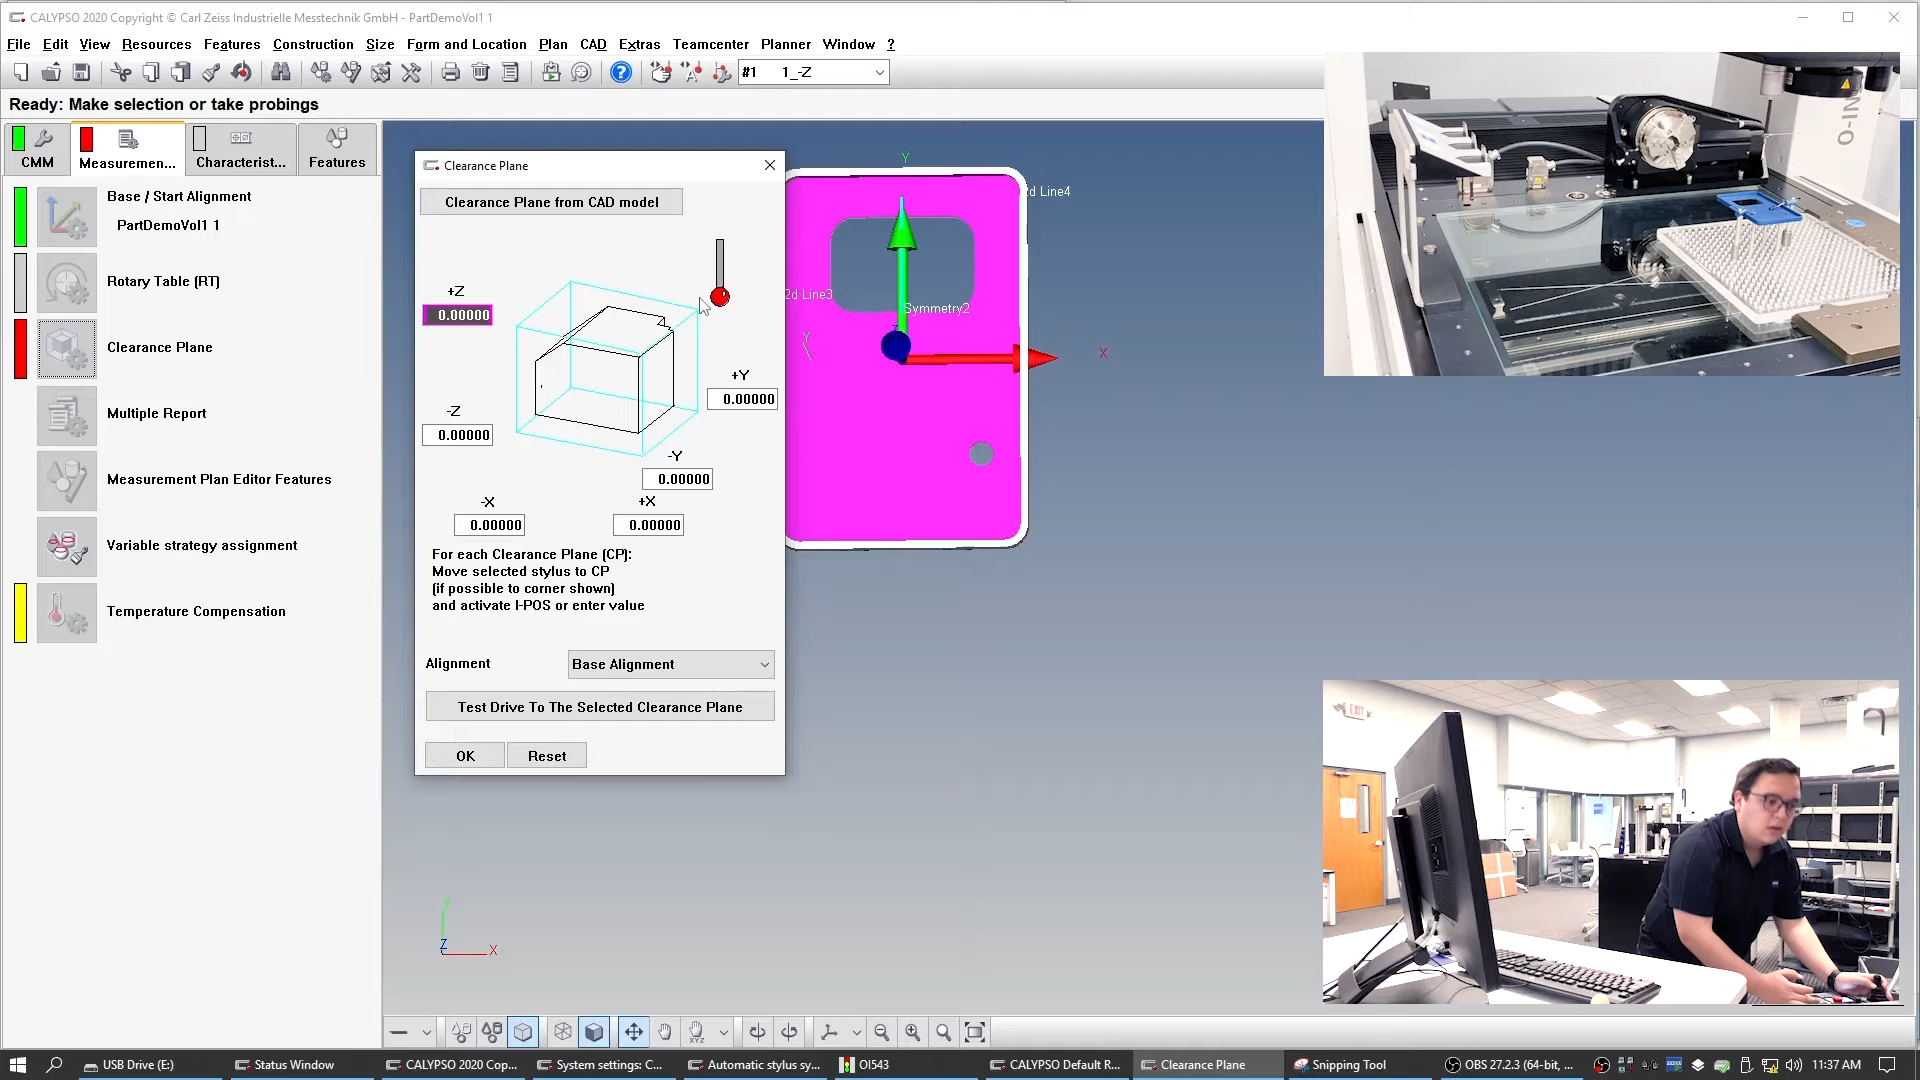 CALYPSO 2020 Copyright © Carl Zeiss Industrielle Messtechnik GmbH - PartDemoVol1 1
File Edit View Resources Features Construction Size Form and Location Plan CAD Extras Teamcenter Planner Window ?
#1 1_-Z
Ready: Make selection or take probings
CMM
Measuremen...
Characterist...
Features
Base / Start Alignment
PartDemoVol1 1
Rotary Table (RT)
Clearance Plane
Multiple Report
Measurement Plan Editor Features
Variable strategy assignment
Temperature Compensation
Clearance Plane
Clearance Plane from CAD model
+Z
0.00000
+Y
0.00000
-Z
0.00000
-Y
0.00000
-X
0.00000
+X
0.00000
For each Clearance Plane (CP):
Move selected stylus to CP
(if possible to corner shown)
and activate I-POS or enter value
Alignment
Base Alignment
Test Drive To The Selected Clearance Plane
OK
Reset
Y
2d Line3
Symmetry2
X
Y
Y
Z
X
XYZ
EXIT
USB Drive (E:)
Status Window
CALYPSO 2020 Cop...
System settings: C...
Automatic stylus sy...
OI543
CALYPSO Default R...
Clearance Plane
Snipping Tool
OBS 27.2.3 (64-bit, ...
11:37 AM